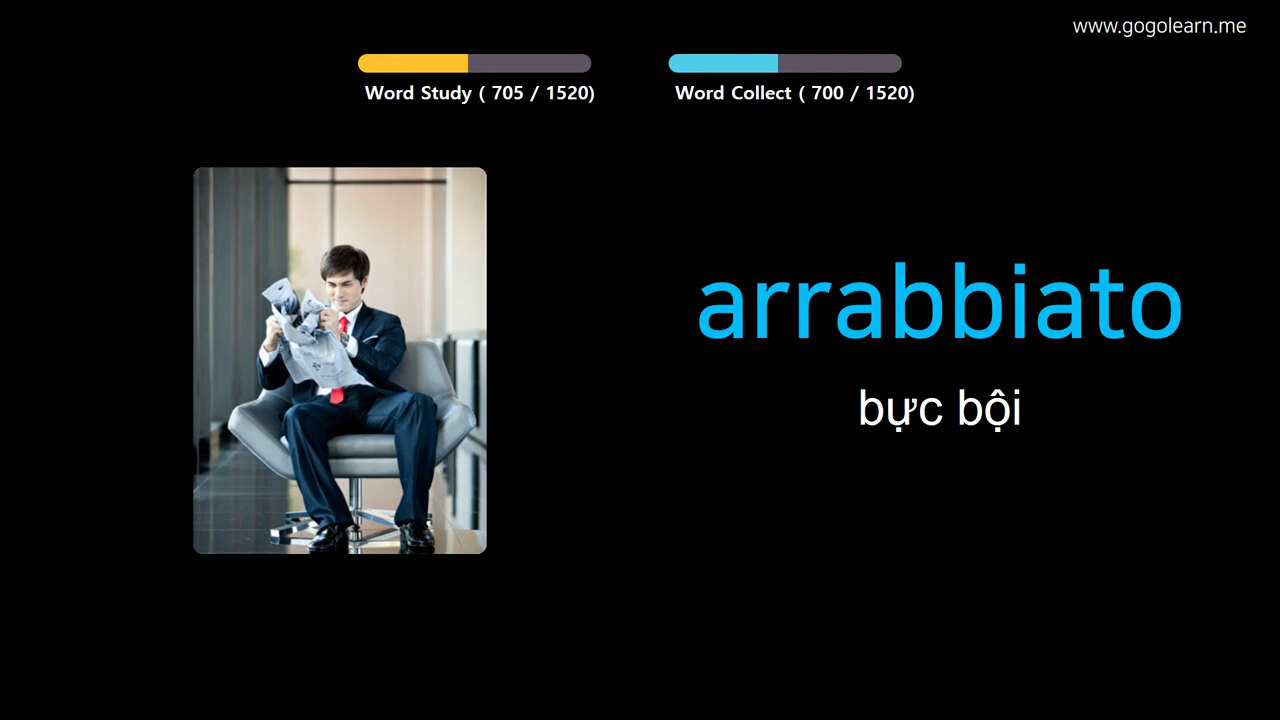 www.gogolearn.me
Word Study ( 705 / 1520)
Word Collect ( 700 / 1520)
arrabbiato
bực bội